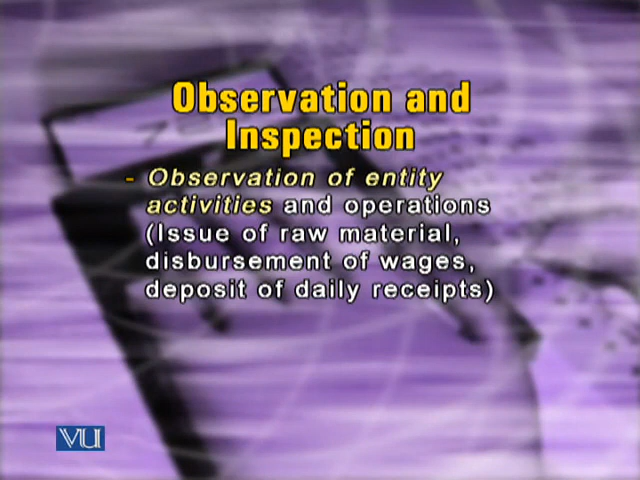 Observation and
Inspection
- Observation of entity
activities and operations
(Issue of raw material,
disbursement of wages,
deposit of daily receipts)
VU